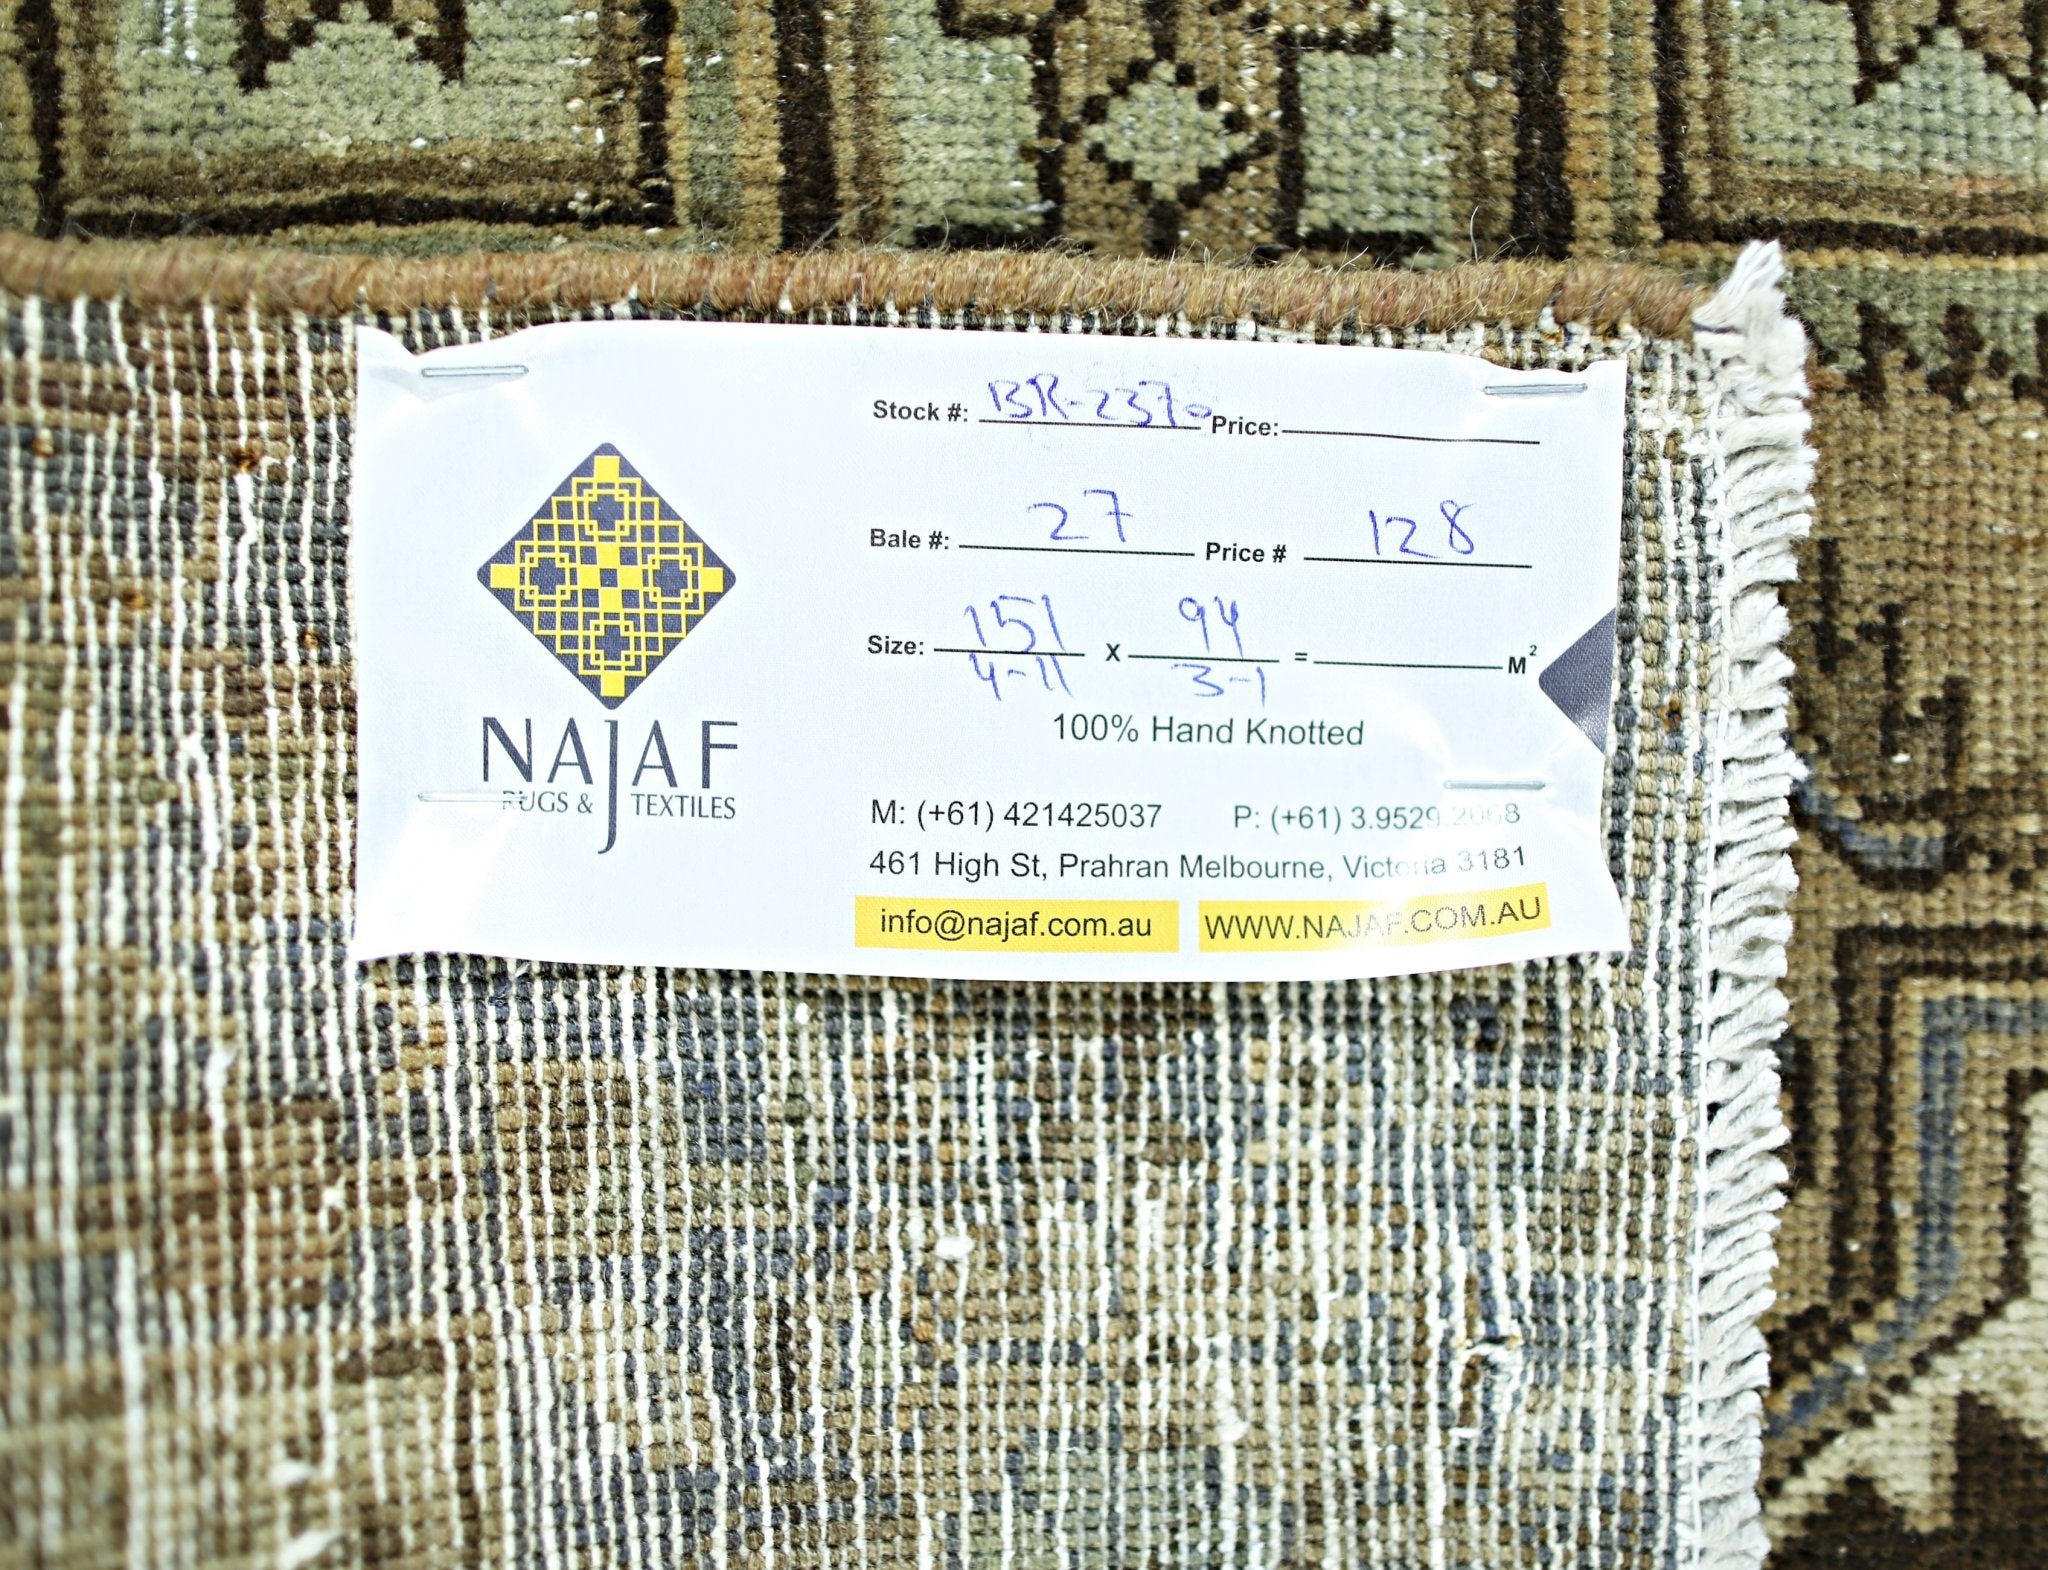 NAJAF
RUGS & TEXTILES
Stock #: BR-2370 Price:
Bale #: 27 Price # 128
Size: 151 x 94 = M²
4-11 3-1
100% Hand Knotted
M: (+61) 421425037 P: (+61) 3.9529.2068
461 High St, Prahran Melbourne, Victoria 3181
info@najaf.com.au WWW.NAJAF.COM.AU